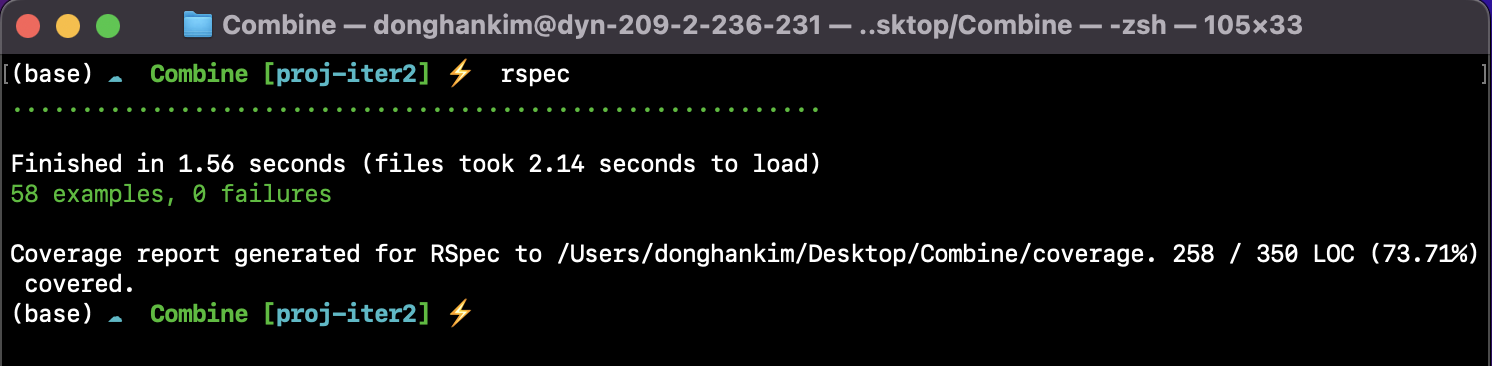 Combine — donghankim@dyn-209-2-236-231 — ..sktop/Combine — -zsh — 105×33
[(base) ☁  Combine [proj-iter2] ⚡  rspec ]
..........................................................
Finished in 1.56 seconds (files took 2.14 seconds to load)
58 examples, 0 failures
Coverage report generated for RSpec to /Users/donghankim/Desktop/Combine/coverage. 258 / 350 LOC (73.71%)
covered.
(base) ☁  Combine [proj-iter2] ⚡